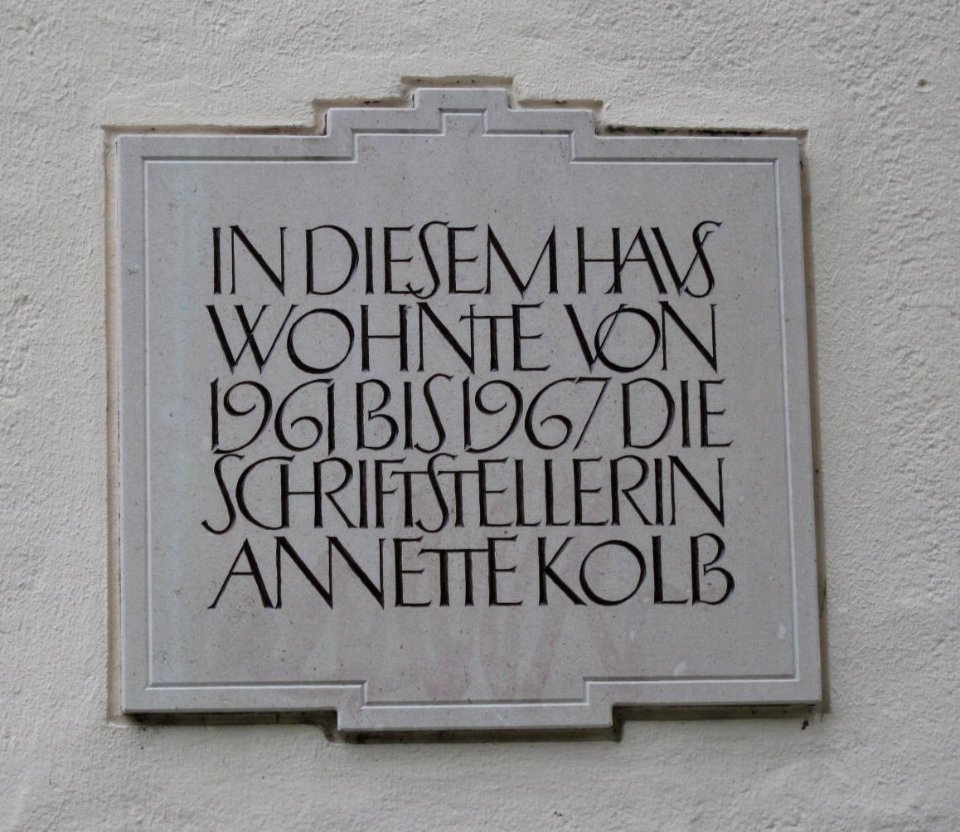 IN DIESEM HAUS
WOHNTE VON
1961 BIS 1967 DIE
SCHRIFTSTELLERIN
ANNETTE KOLB